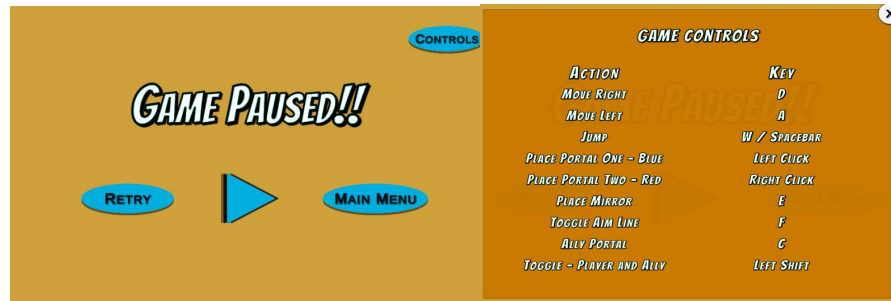 CONTROLS
GAME PAUSED!!
RETRY
MAIN MENU
GAME CONTROLS
ACTION KEY
MOVE RIGHT D
MOVE LEFT A
JUMP W / SPACEBAR
PLACE PORTAL ONE - BLUE LEFT CLICK
PLACE PORTAL TWO - RED RIGHT CLICK
PLACE MIRROR E
TOGGLE AIM LINE F
ALLY PORTAL C
TOGGLE - PLAYER AND ALLY LEFT SHIFT